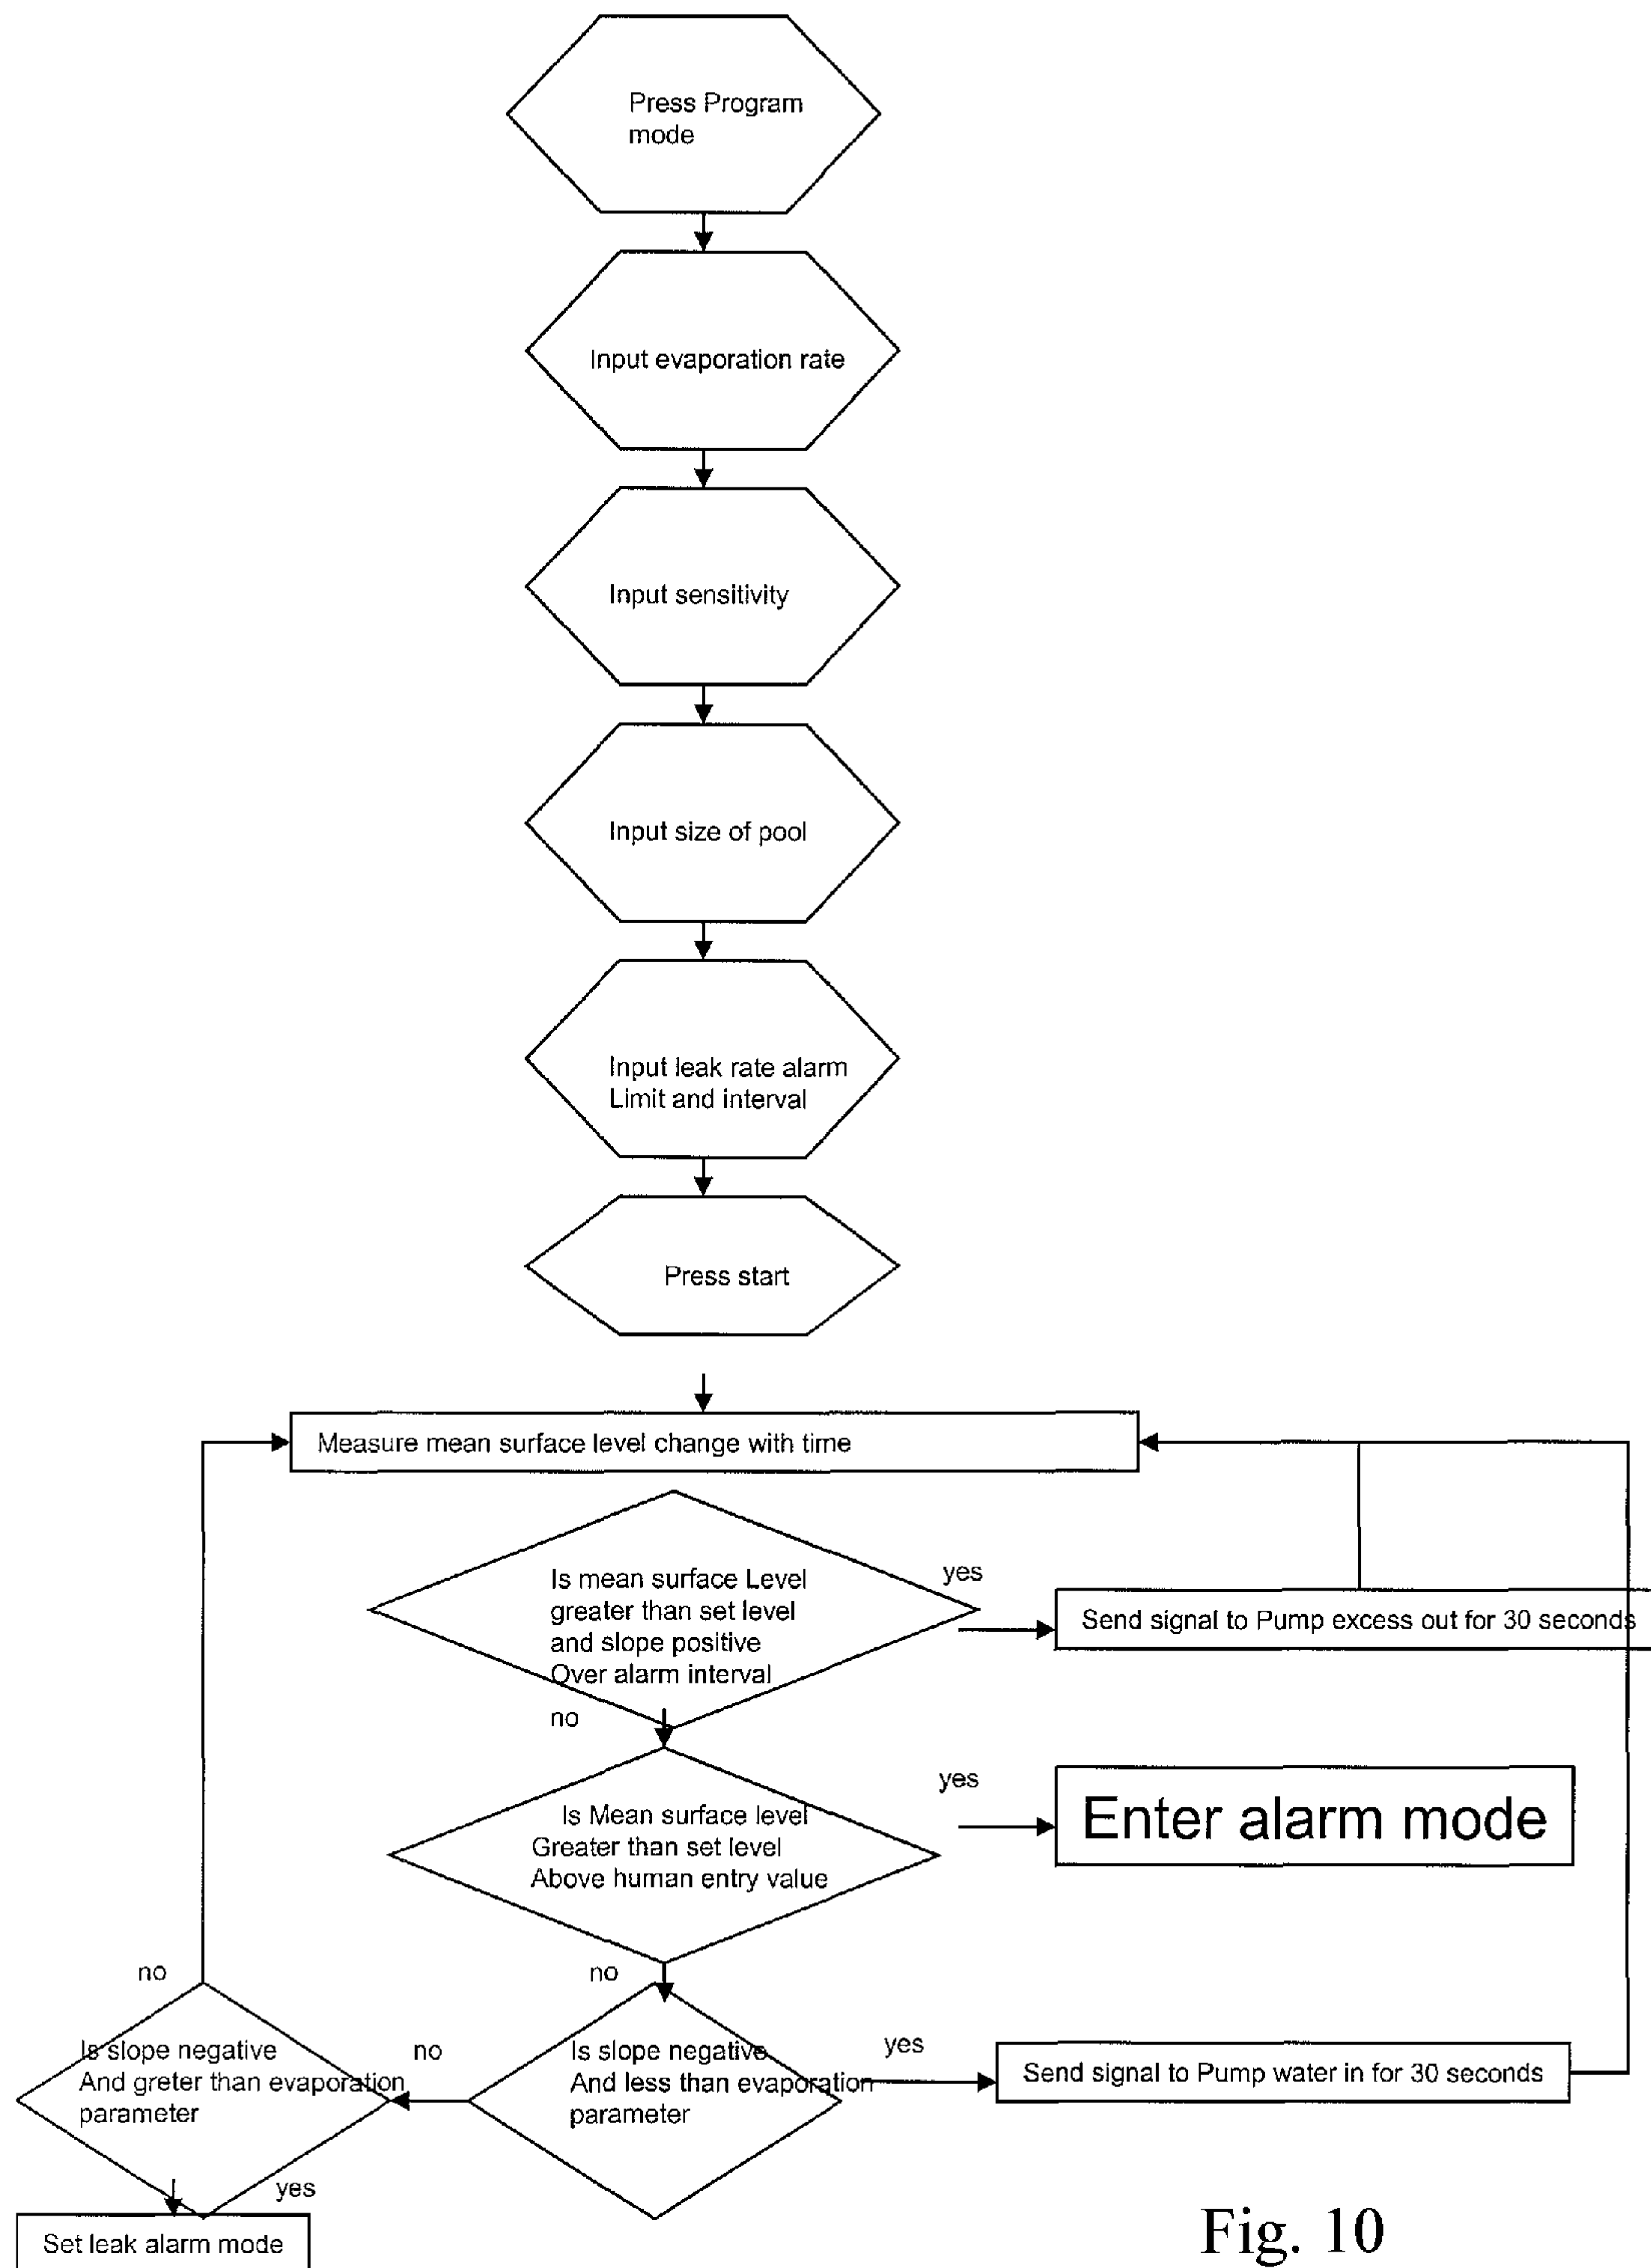 Press Program
mode
Input evaporation rate
Input sensitivity
Input size of pool
Input leak rate alarm
Limit and interval
Press start
Measure mean surface level change with time
Is mean surface Level
greater than set level
and slope positive
Over alarm interval
yes
Send signal to Pump excess out for 30 seconds
no
Is Mean surface level
Greater than set level
Above human entry value
yes
Enter alarm mode
no
Is slope negative
And less than evaporation
parameter
yes
Send signal to Pump water in for 30 seconds
no
Is slope negative
And greter than evaporation
parameter
no
yes
Set leak alarm mode
Fig. 10